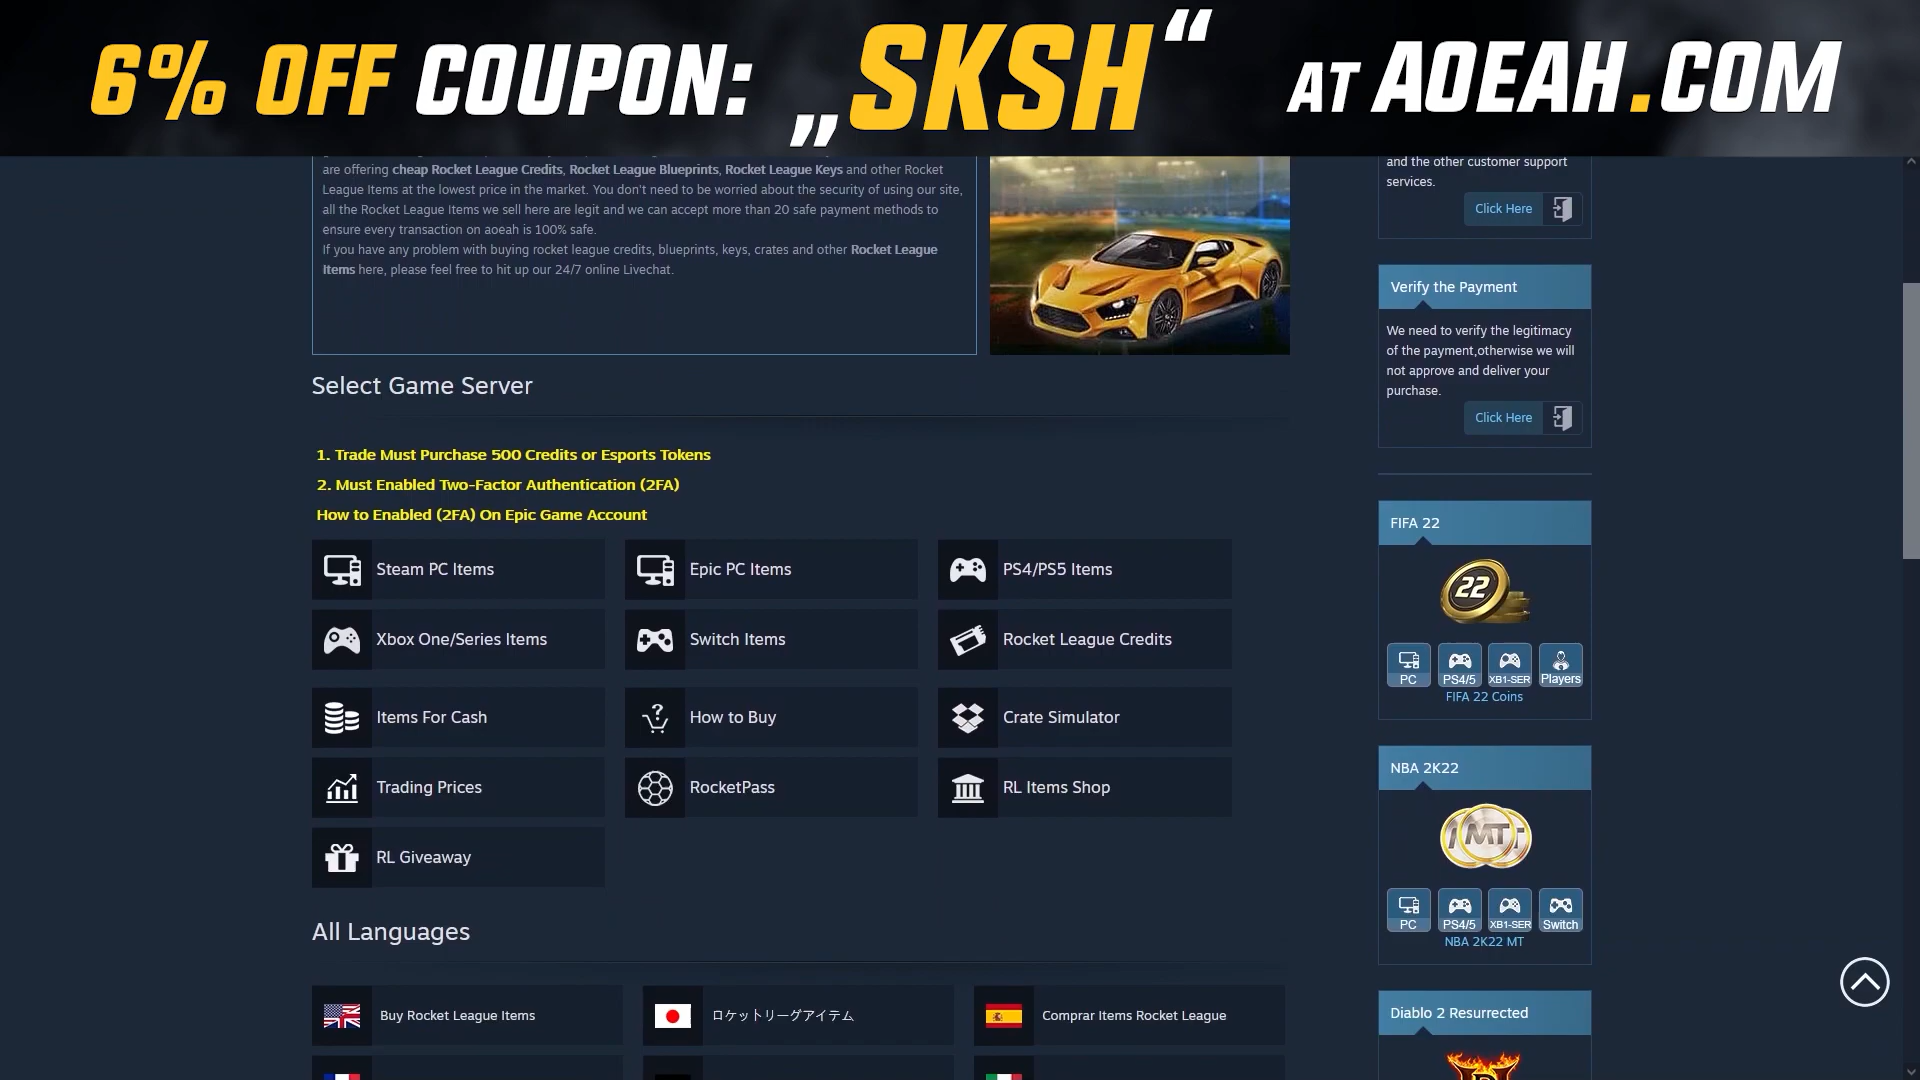 6% OFF COUPON: „SKSH“ AT AOEAH.COM
are offering cheap Rocket League Credits, Rocket League Blueprints, Rocket League Keys and other Rocket
League Items at the lowest price in the market. You don't need to be worried about the security of using our site,
all the Rocket League Items we sell here are legit and we can accept more than 20 safe payment methods to
ensure every transaction on aoeah is 100% safe.
If you have any problem with buying rocket league credits, blueprints, keys, crates and other Rocket League
Items here, please feel free to hit up our 24/7 online Livechat.
and the other customer support
services.
Click Here
Verify the Payment
We need to verify the legitimacy
of the payment,otherwise we will
not approve and deliver your
purchase.
Click Here
Select Game Server
1. Trade Must Purchase 500 Credits or Esports Tokens
2. Must Enabled Two-Factor Authentication (2FA)
How to Enabled (2FA) On Epic Game Account
Steam PC Items
Epic PC Items
PS4/PS5 Items
Xbox One/Series Items
Switch Items
Rocket League Credits
Items For Cash
How to Buy
Crate Simulator
Trading Prices
RocketPass
RL Items Shop
RL Giveaway
FIFA 22
22
PC PS4/5 XB1-SER Players
FIFA 22 Coins
NBA 2K22
MT
PC PS4/5 XB1-SER Switch
NBA 2K22 MT
Diablo 2 Resurrected
All Languages
Buy Rocket League Items
ロケットリーグアイテム
Comprar Items Rocket League